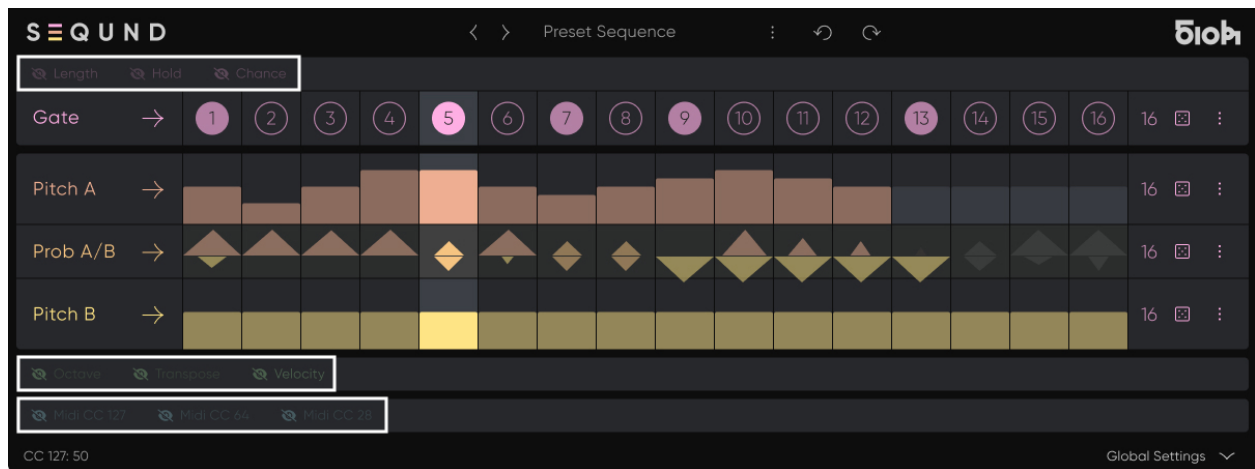 SEQUND < > Preset Sequence
Length Hold Chance
Gate → 1 2 3 4 5 6 7 8 9 10 11 12 13 14 15 16 16
Pitch A → 16
Prob A/B → 16
Pitch B → 16
Octave Transpose Velocity
Midi CC 127 Midi CC 64 Midi CC 28
CC 127: 50 Global Settings